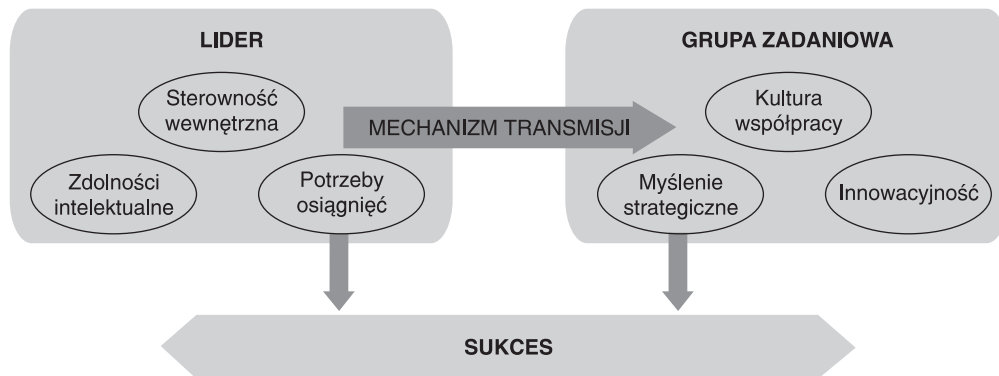 LIDER
Sterowność
wewnętrzna
Zdolności
intelektualne
Potrzeby
osiągnięć
MECHANIZM TRANSMISJI
GRUPA ZADANIOWA
Kultura
współpracy
Myślenie
strategiczne
Innowacyjność
SUKCES